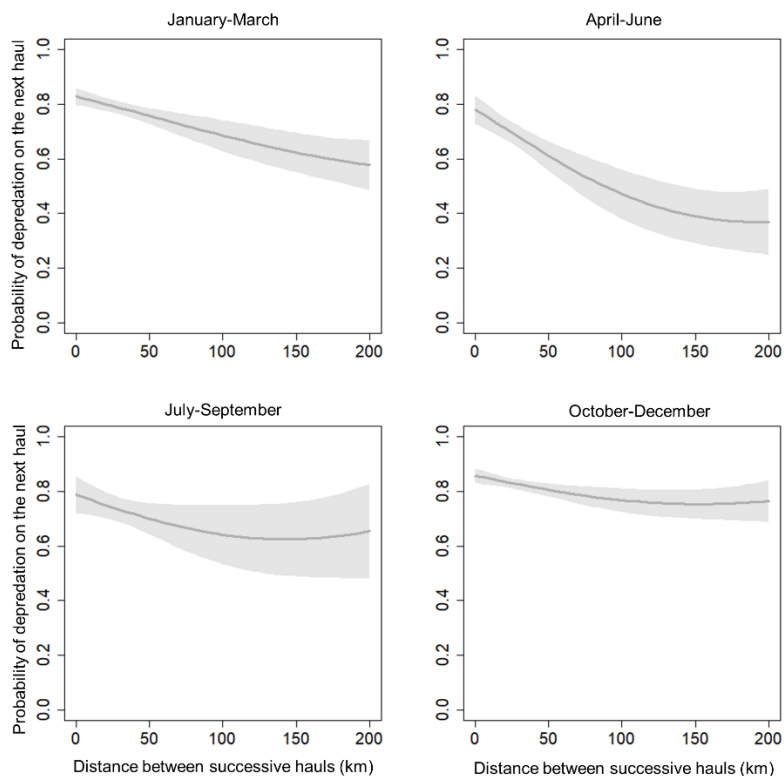 January-March
April-June
Probability of depredation on the next haul
1.0
0.8
0.6
0.4
0.2
0.0
0 50 100 150 200
1.0
0.8
0.6
0.4
0.2
0.0
0 50 100 150 200
July-September
October-December
Probability of depredation on the next haul
1.0
0.8
0.6
0.4
0.2
0.0
0 50 100 150 200
Distance between successive hauls (km)
1.0
0.8
0.6
0.4
0.2
0.0
0 50 100 150 200
Distance between successive hauls (km)